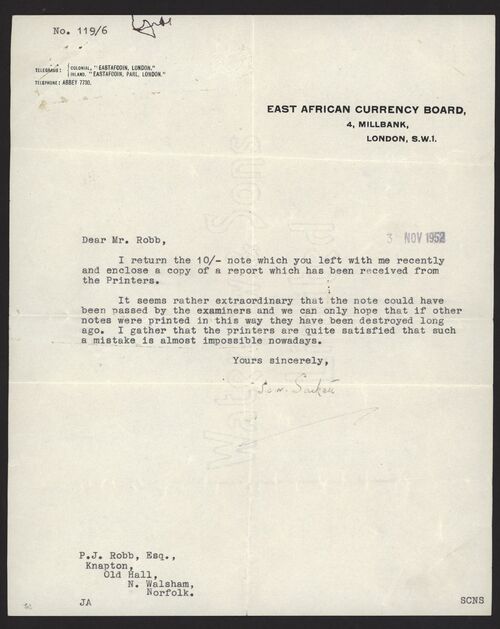 No. 119/6
TELEGRAMS: COLONIAL, "EASTAFCOIN, LONDON."
INLAND, "EASTAFCOIN, PARL, LONDON."
TELEPHONE: ABBEY 7730.
EAST AFRICAN CURRENCY BOARD,
4, MILLBANK,
LONDON, S.W.1.
3 NOV 1952
Dear Mr. Robb,
I return the 10/- note which you left with me recently
and enclose a copy of a report which has been received from
the Printers.
It seems rather extraordinary that the note could have
been passed by the examiners and we can only hope that if other
notes were printed in this way they have been destroyed long
ago. I gather that the printers are quite satisfied that such
a mistake is almost impossible nowadays.
Yours sincerely,
P.J. Robb, Esq.,
Knapton,
Old Hall,
N. Walsham,
Norfolk.
JA
SCNS